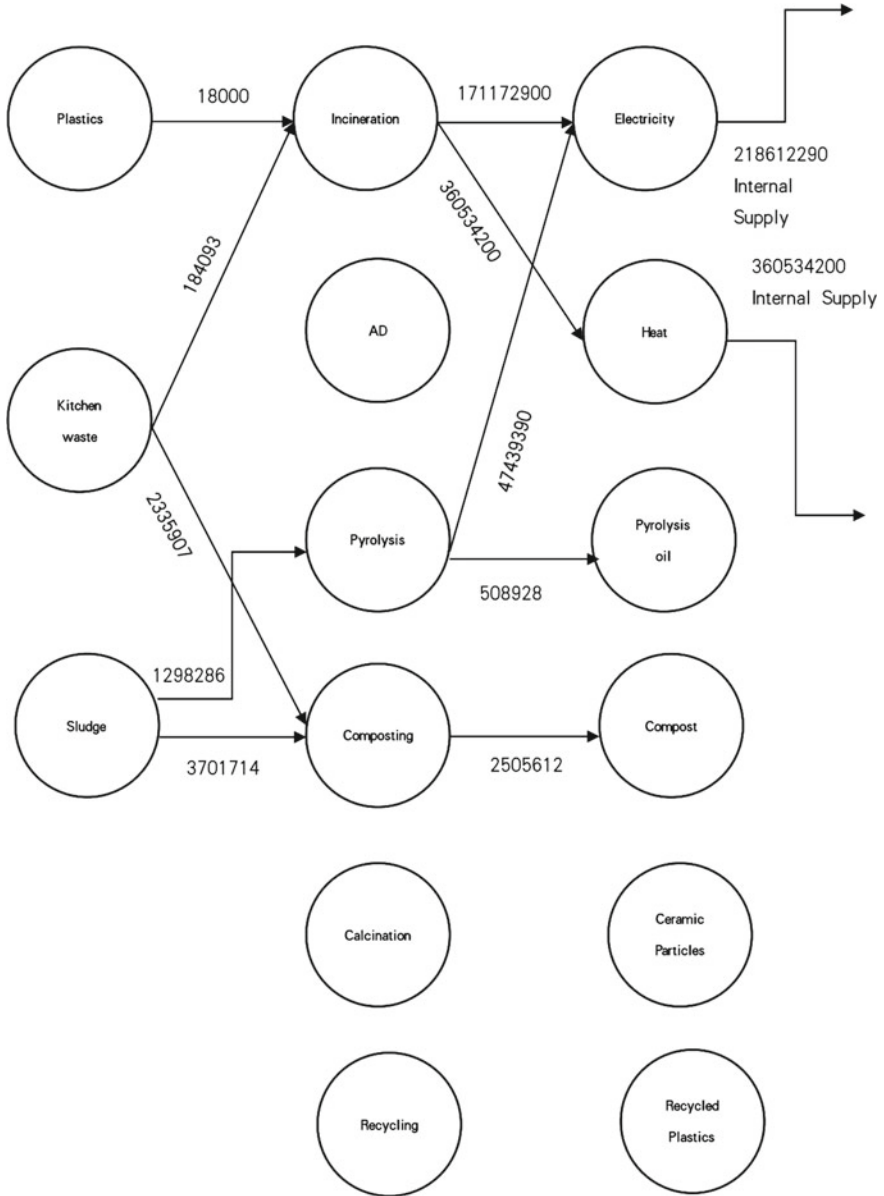 18000
171172900
Plastics
Incineration
Electricity
218612290
Internal
Supply
360534200
184093
360534200
Internal Supply
AD
Heat
Kitchen
waste
47439390
2335907
Pyrolysis
Pyrolysis
oil
508928
1298286
Sludge
Composting
Compost
3701714
2505612
Calcination
Ceramic
Particles
Recycling
Recycled
Plastics